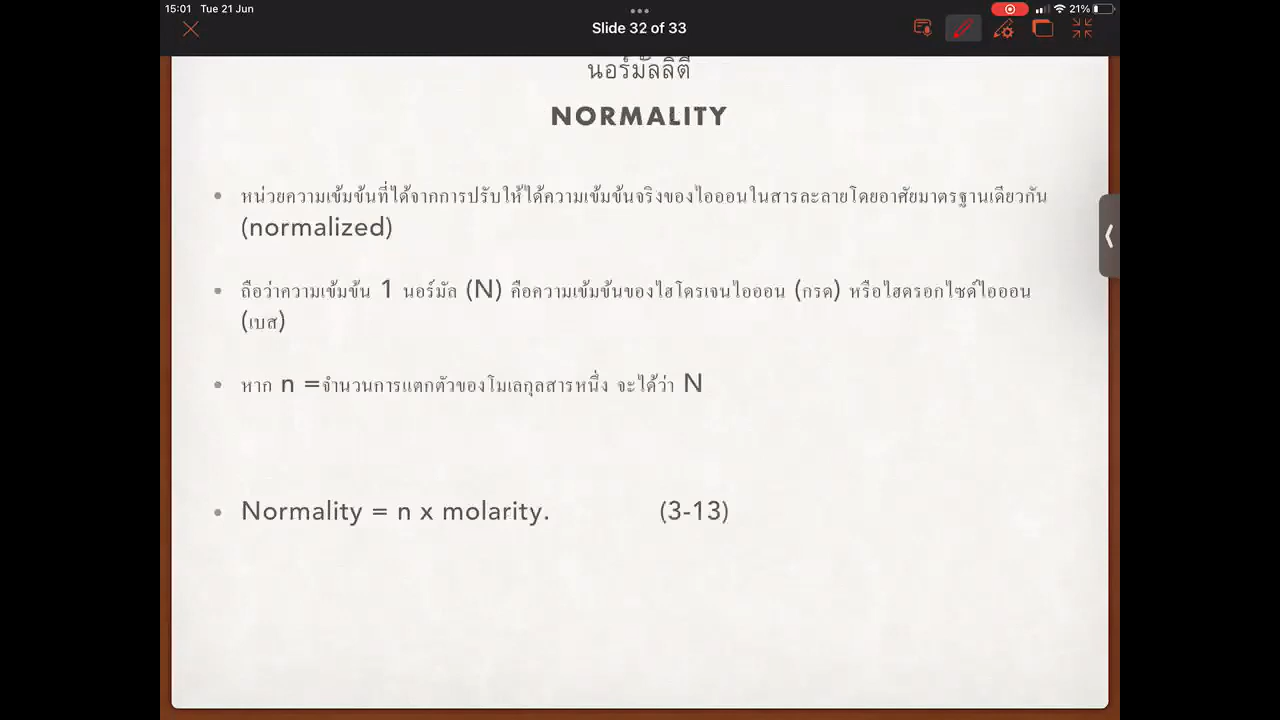 15:01 Tue 21 Jun
21%
Slide 32 of 33
นอร์มัลลิตี
NORMALITY
• หน่วยความเข้มข้นที่ได้จากการปรับให้ได้ความเข้มข้นจริงของไอออนในสารละลายโดยอาศัยมาตรฐานเดียวกัน
(normalized)
• ถือว่าความเข้มข้น 1 นอร์มัล (N) คือความเข้มข้นของไฮโดรเจนไอออน (กรด) หรือไฮดรอกไซด์ไอออน
(เบส)
• หาก n =จำนวนการแตกตัวของโมเลกุลสารหนึ่ง จะได้ว่า N
• Normality = n x molarity. (3-13)